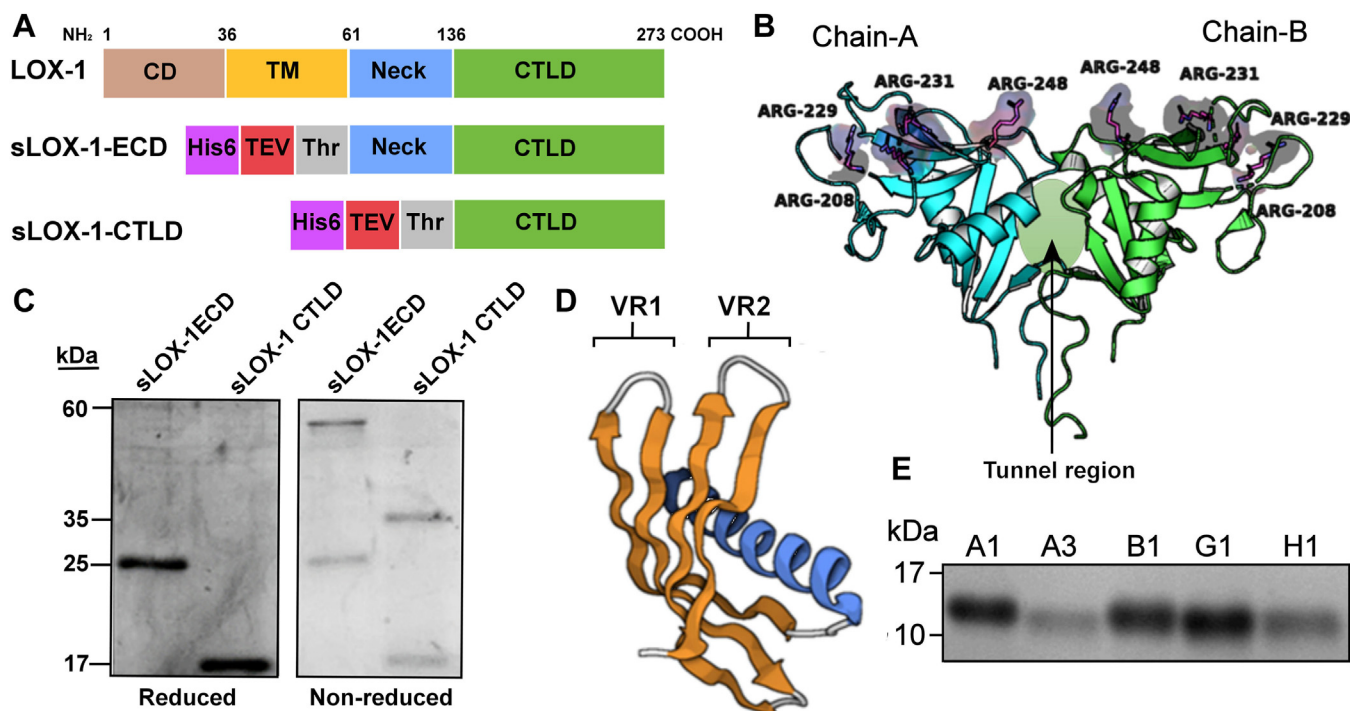 A
NH₂ 1 36 61 136 273 COOH
LOX-1 CD TM Neck CTLD
sLOX-1-ECD His6 TEV Thr Neck CTLD
sLOX-1-CTLD His6 TEV Thr CTLD
B
Chain-A Chain-B
ARG-231 ARG-248 ARG-248 ARG-231
ARG-229 ARG-229
ARG-208 ARG-208
Tunnel region
C
kDa sLOX-1ECD sLOX-1 CTLD sLOX-1ECD sLOX-1 CTLD
60
35
25
17
Reduced Non-reduced
D
VR1 VR2
E
kDa A1 A3 B1 G1 H1
17
10